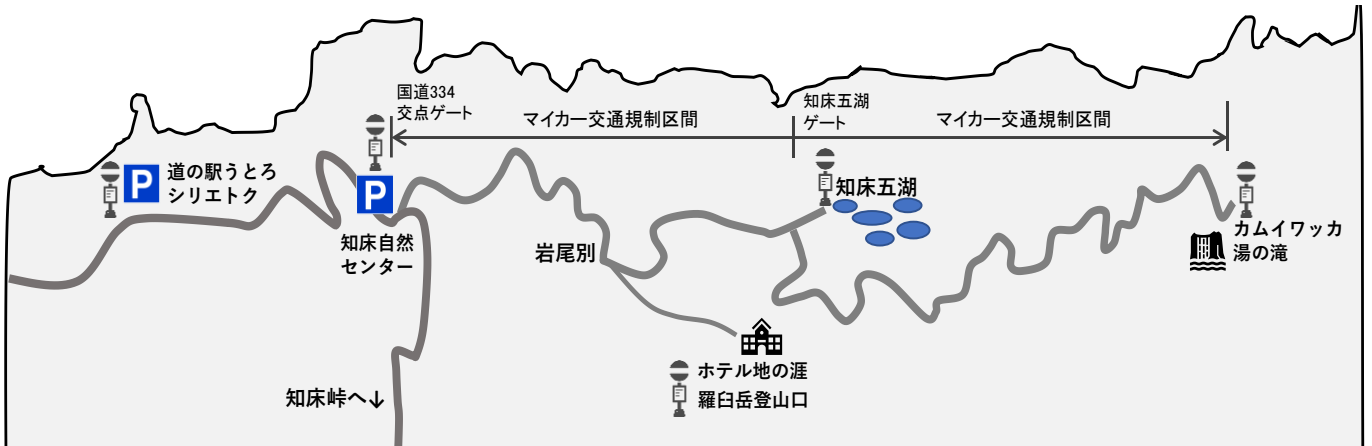 国道334
交点ゲート
マイカー交通規制区間
知床五湖
ゲート
マイカー交通規制区間
P
道の駅うとろ
シリエトク
P
知床五湖
知床自然
センター
岩尾別
カムイワッカ
湯の滝
ホテル地の涯
羅臼岳登山口
知床峠へ↓